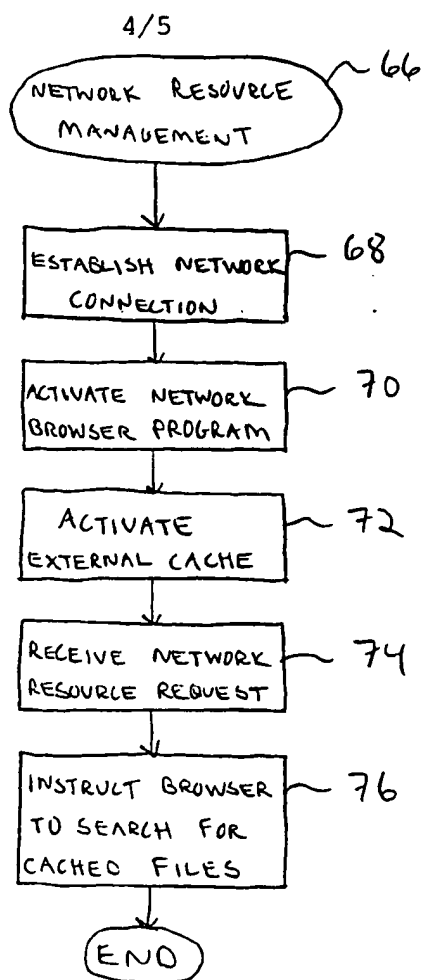 4/5
NETWORK RESOURCE
MANAGEMENT
66
ESTABLISH NETWORK
CONNECTION
68
ACTIVATE NETWORK
BROWSER PROGRAM
70
ACTIVATE
EXTERNAL CACHE
72
RECEIVE NETWORK
RESOURCE REQUEST
74
INSTRUCT BROWSER
TO SEARCH FOR
CACHED FILES
76
END